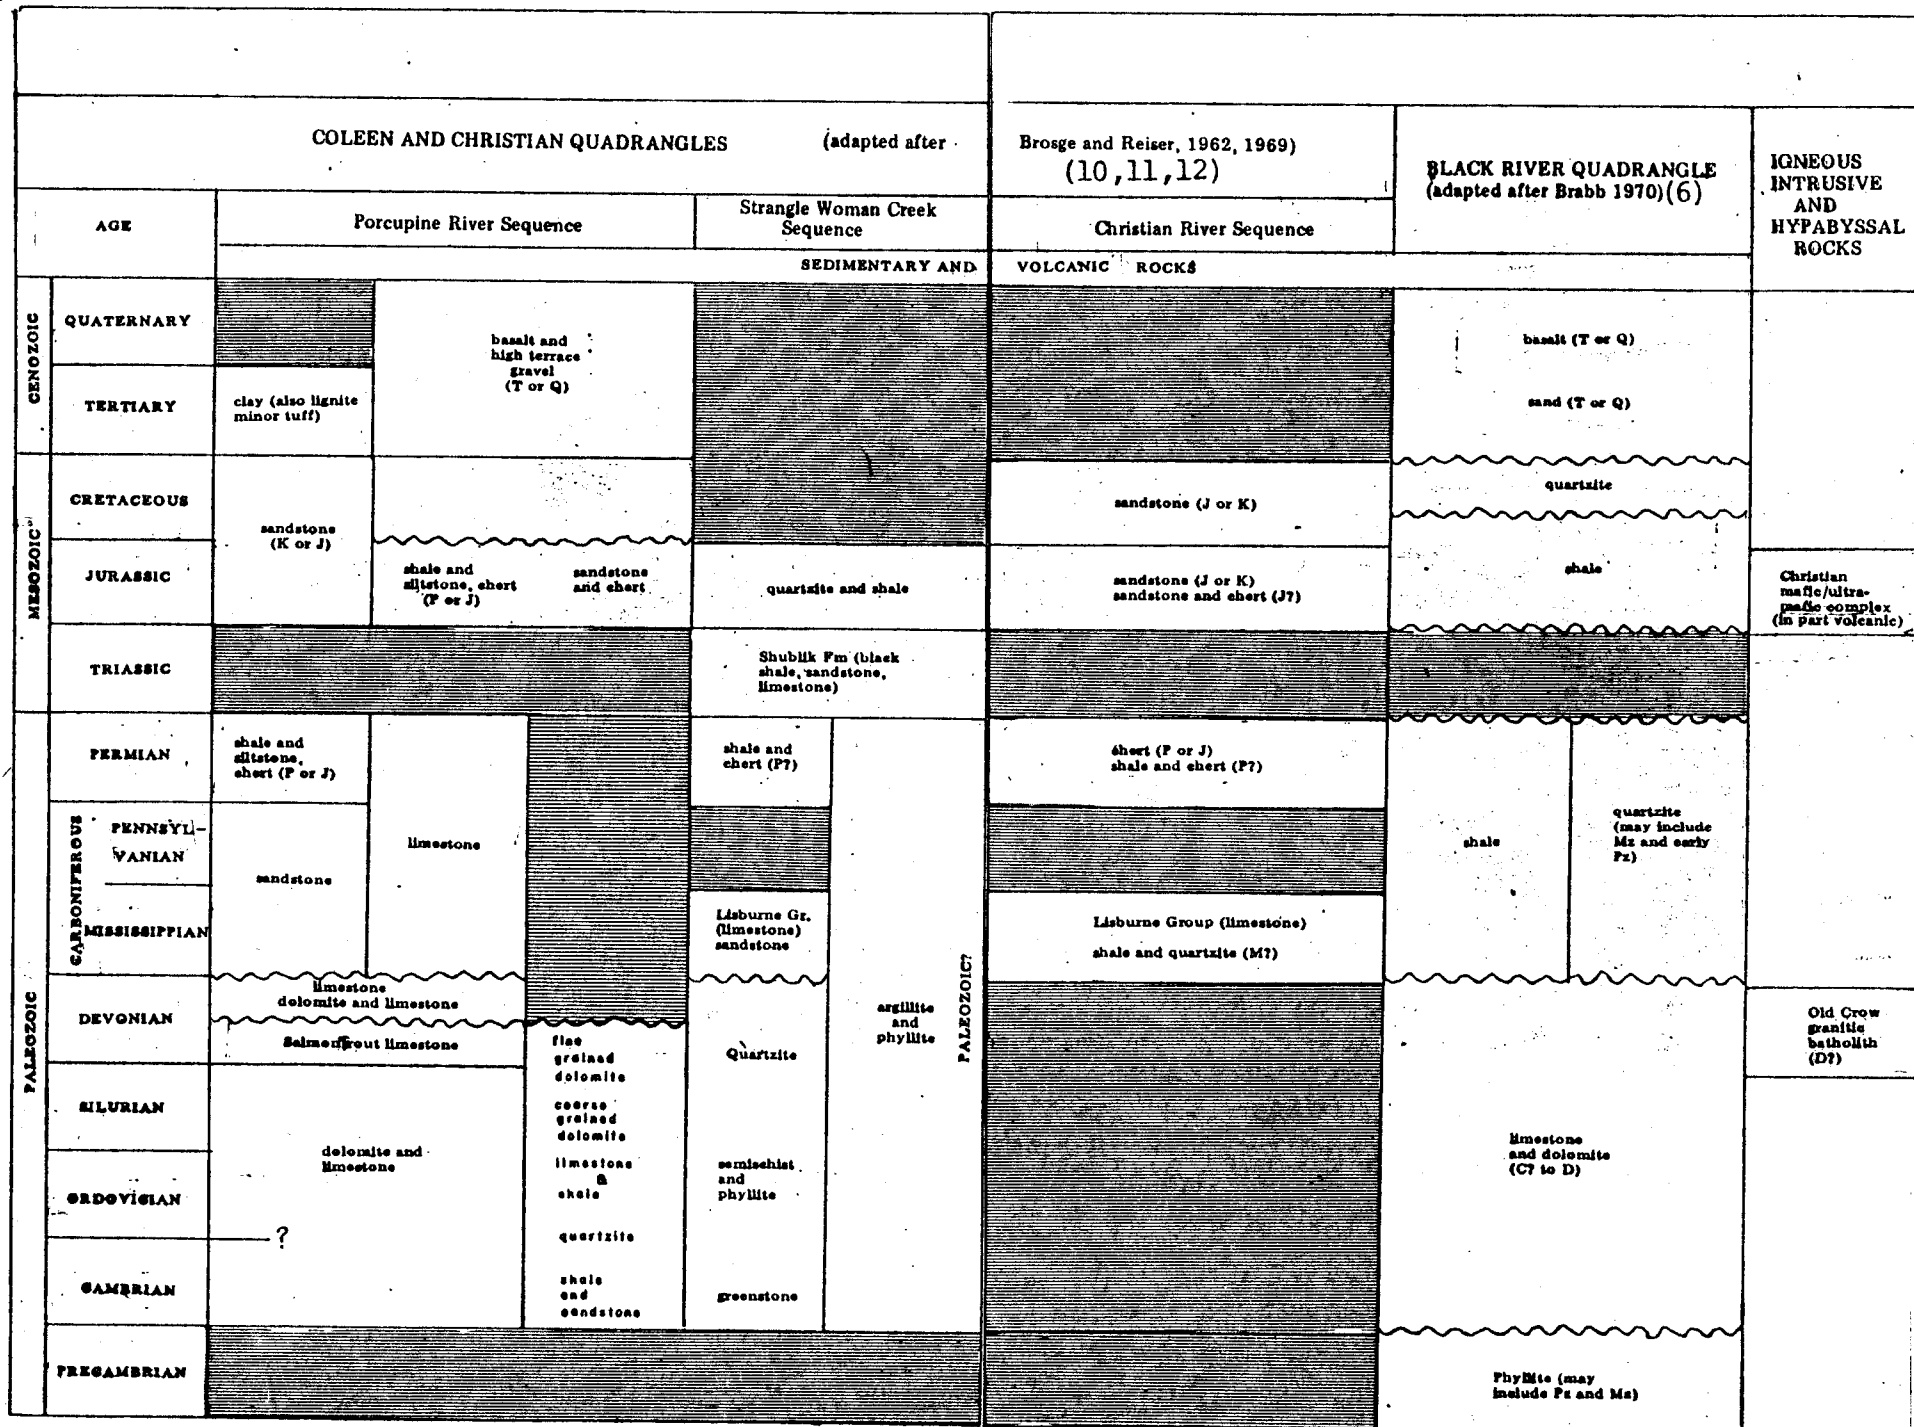 COLEEN AND CHRISTIAN QUADRANGLES (adapted after Brosge and Reiser, 1962, 1969)
(10,11,12)
BLACK RIVER QUADRANGLE
(adapted after Brabb 1970)(6)
IGNEOUS
INTRUSIVE
AND
HYPABYSSAL
ROCKS
AGE
Porcupine River Sequence
Strangle Woman Creek
Sequence
Christian River Sequence
SEDIMENTARY AND VOLCANIC ROCKS
CENOZOIC
QUATERNARY
basalt and
high terrace
gravel
(T or Q)
basalt (T or Q)
TERTIARY
clay (also lignite
minor tuff)
sand (T or Q)
MESOZOIC
CRETACEOUS
sandstone
(K or J)
sandstone (J or K)
quartzite
JURASSIC
shale and
siltstone, chert
(P or J)
sandstone
and chert
quartzite and shale
sandstone (J or K)
sandstone and chert (J?)
shale
Christian
mafic/ultra-
mafic complex
(in part volcanic)
TRIASSIC
Shublik Fm (black
shale, sandstone,
limestone)
PALEOZOIC
PERMIAN
shale and
siltstone,
chert (P or J)
limestone
shale and
chert (P?)
chert (P or J)
shale and chert (P?)
shale
quartzite
(may include
Mz and early
Pz)
CARBONIFEROUS
PENNSYL-
VANIAN
sandstone
MISSISSIPPIAN
Lisburne Gr.
(limestone)
sandstone
Lisburne Group (limestone)
shale and quartzite (M?)
DEVONIAN
limestone
dolomite and limestone
Salmontrout limestone
fine
grained
dolomite
Quartzite
argillite
and
phyllite
PALEOZOIC?
Old Crow
granitic
batholith
(D?)
SILURIAN
coarse
grained
dolomite
dolomite and
limestone
limestone
and dolomite
(C? to D)
ORDOVICIAN
limestone
&
shale
semischist
and
phyllite
quartzite
?
CAMBRIAN
shale
and
sandstone
greenstone
PRECAMBRIAN
Phyllite (may
include Pz and Mz)